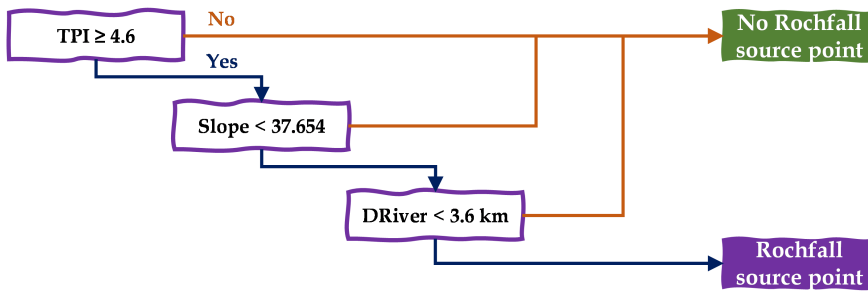 TPI ≥ 4.6
No
No Rochfall
source point
Yes
Slope < 37.654
DRiver < 3.6 km
Rochfall
source point